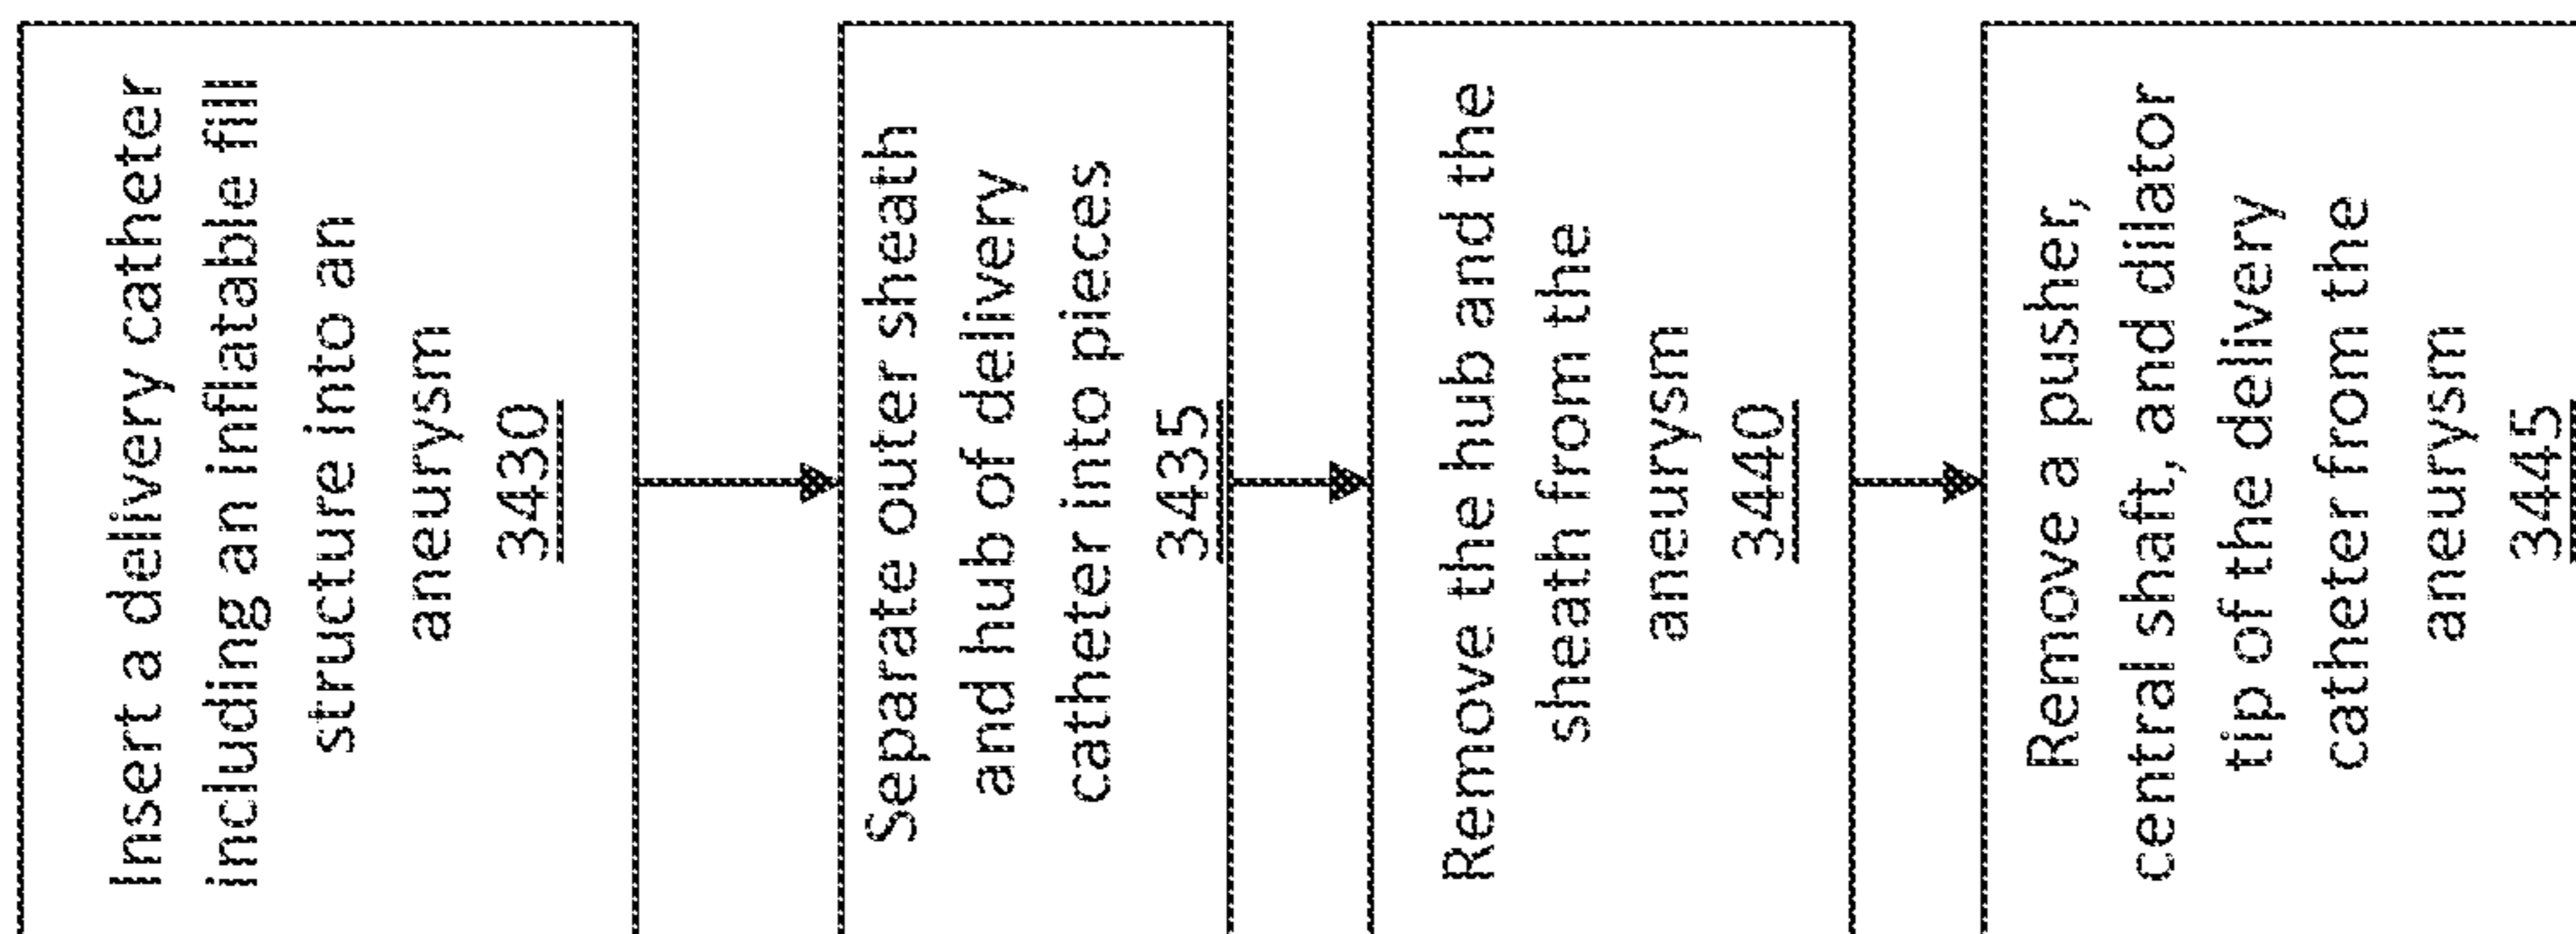 Insert a delivery catheter
including an inflatable fill
structure into an
aneurysm
3430
Separate outer sheath
and hub of delivery
catheter into pieces
3435
Remove the hub and the
sheath from the
aneurysm
3440
Remove a pusher,
central shaft, and dilator
tip of the delivery
catheter from the
aneurysm
3445